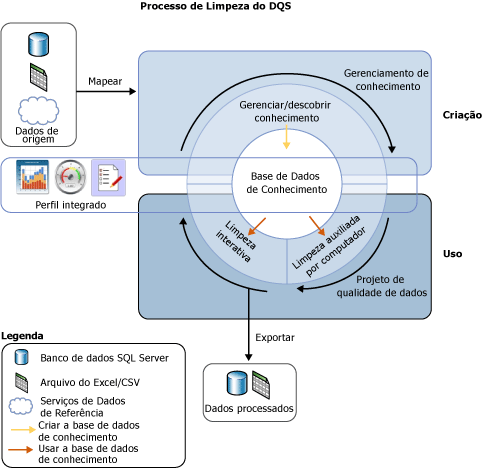 Processo de Limpeza do DQS
Mapear
Dados de
origem
Gerenciamento de
conhecimento
Gerenciar/descobrir
conhecimento
Criação
Base de Dados
de Conhecimento
Perfil integrado
Limpeza
interativa
Limpeza auxiliada
por computador
Uso
Projeto de
qualidade de dados
Exportar
Dados processados
Legenda
Banco de dados SQL Server
Arquivo do Excel/CSV
Serviços de Dados
de Referência
Criar a base de dados
de conhecimento
Usar a base de dados
de conhecimento